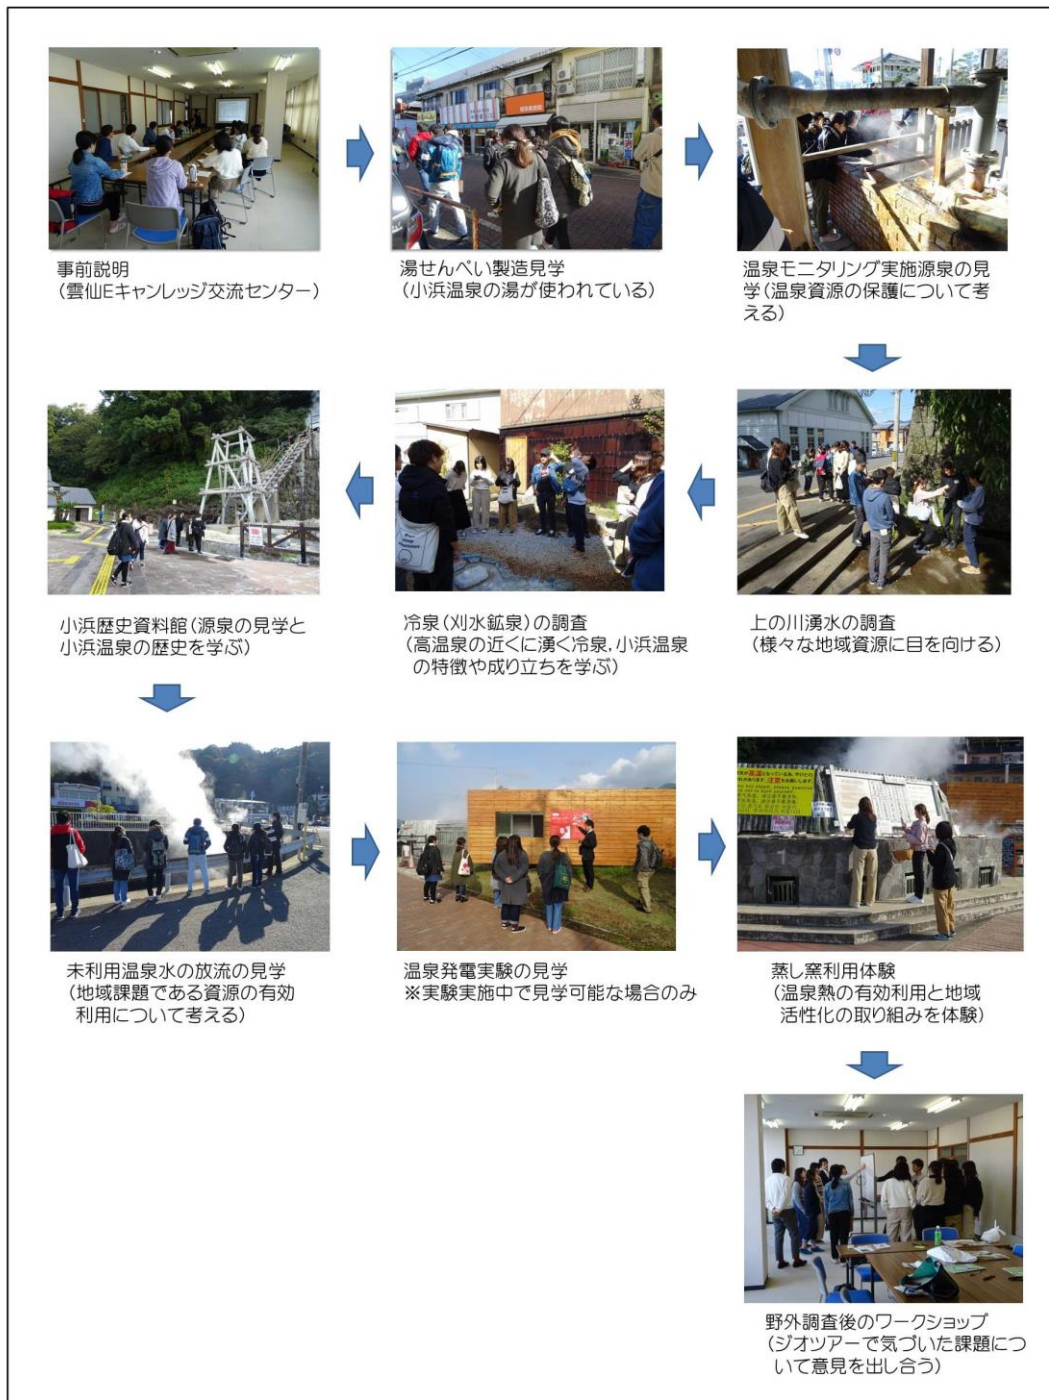 事前説明
(雲仙Eキャンレッジ交流センター)
湯せんぺい製造見学
(小浜温泉の湯が使われている)
温泉モニタリング実施源泉の見
学(温泉資源の保護について考
える)
上の川湧水の調査
(様々な地域資源に目を向ける)
冷泉(刈水鉱泉)の調査
(高温泉の近くに湧く冷泉,小浜温泉
の特徴や成り立ちを学ぶ)
小浜歴史資料館(源泉の見学と
小浜温泉の歴史を学ぶ)
未利用温泉水の放流の見学
(地域課題である資源の有効
利用について考える)
温泉発電実験の見学
※実験実施中で見学可能な場合のみ
蒸し窯利用体験
(温泉熱の有効利用と地域
活性化の取り組みを体験)
野外調査後のワークショップ
(ジオツアーで気づいた課題につ
いて意見を出し合う)